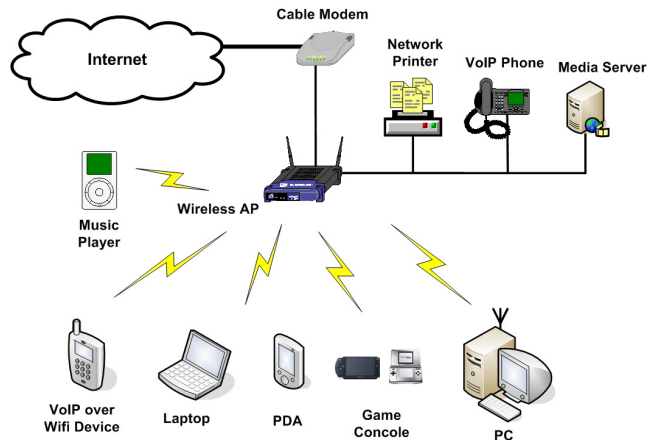 Cable Modem
Internet
Network
Printer
VoIP Phone
Media Server
Wireless AP
Music
Player
VoIP over
Wifi Device
Laptop
PDA
Game
Concole
PC